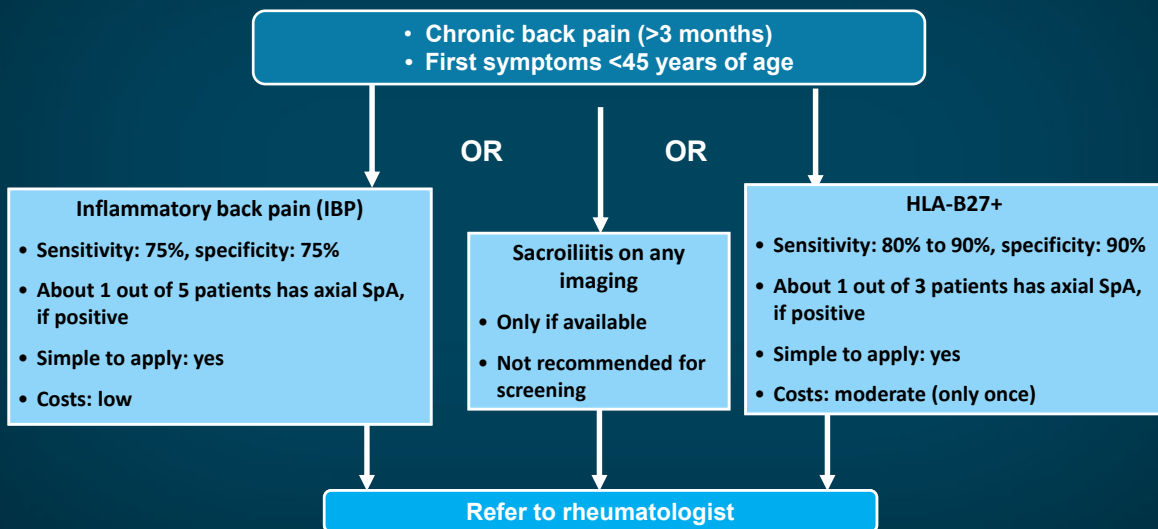 • Chronic back pain (>3 months)
• First symptoms <45 years of age
OR
OR
Inflammatory back pain (IBP)
• Sensitivity: 75%, specificity: 75%
• About 1 out of 5 patients has axial SpA,
if positive
• Simple to apply: yes
• Costs: low
Sacroiliitis on any
imaging
• Only if available
• Not recommended for
screening
HLA-B27+
• Sensitivity: 80% to 90%, specificity: 90%
• About 1 out of 3 patients has axial SpA,
if positive
• Simple to apply: yes
• Costs: moderate (only once)
Refer to rheumatologist